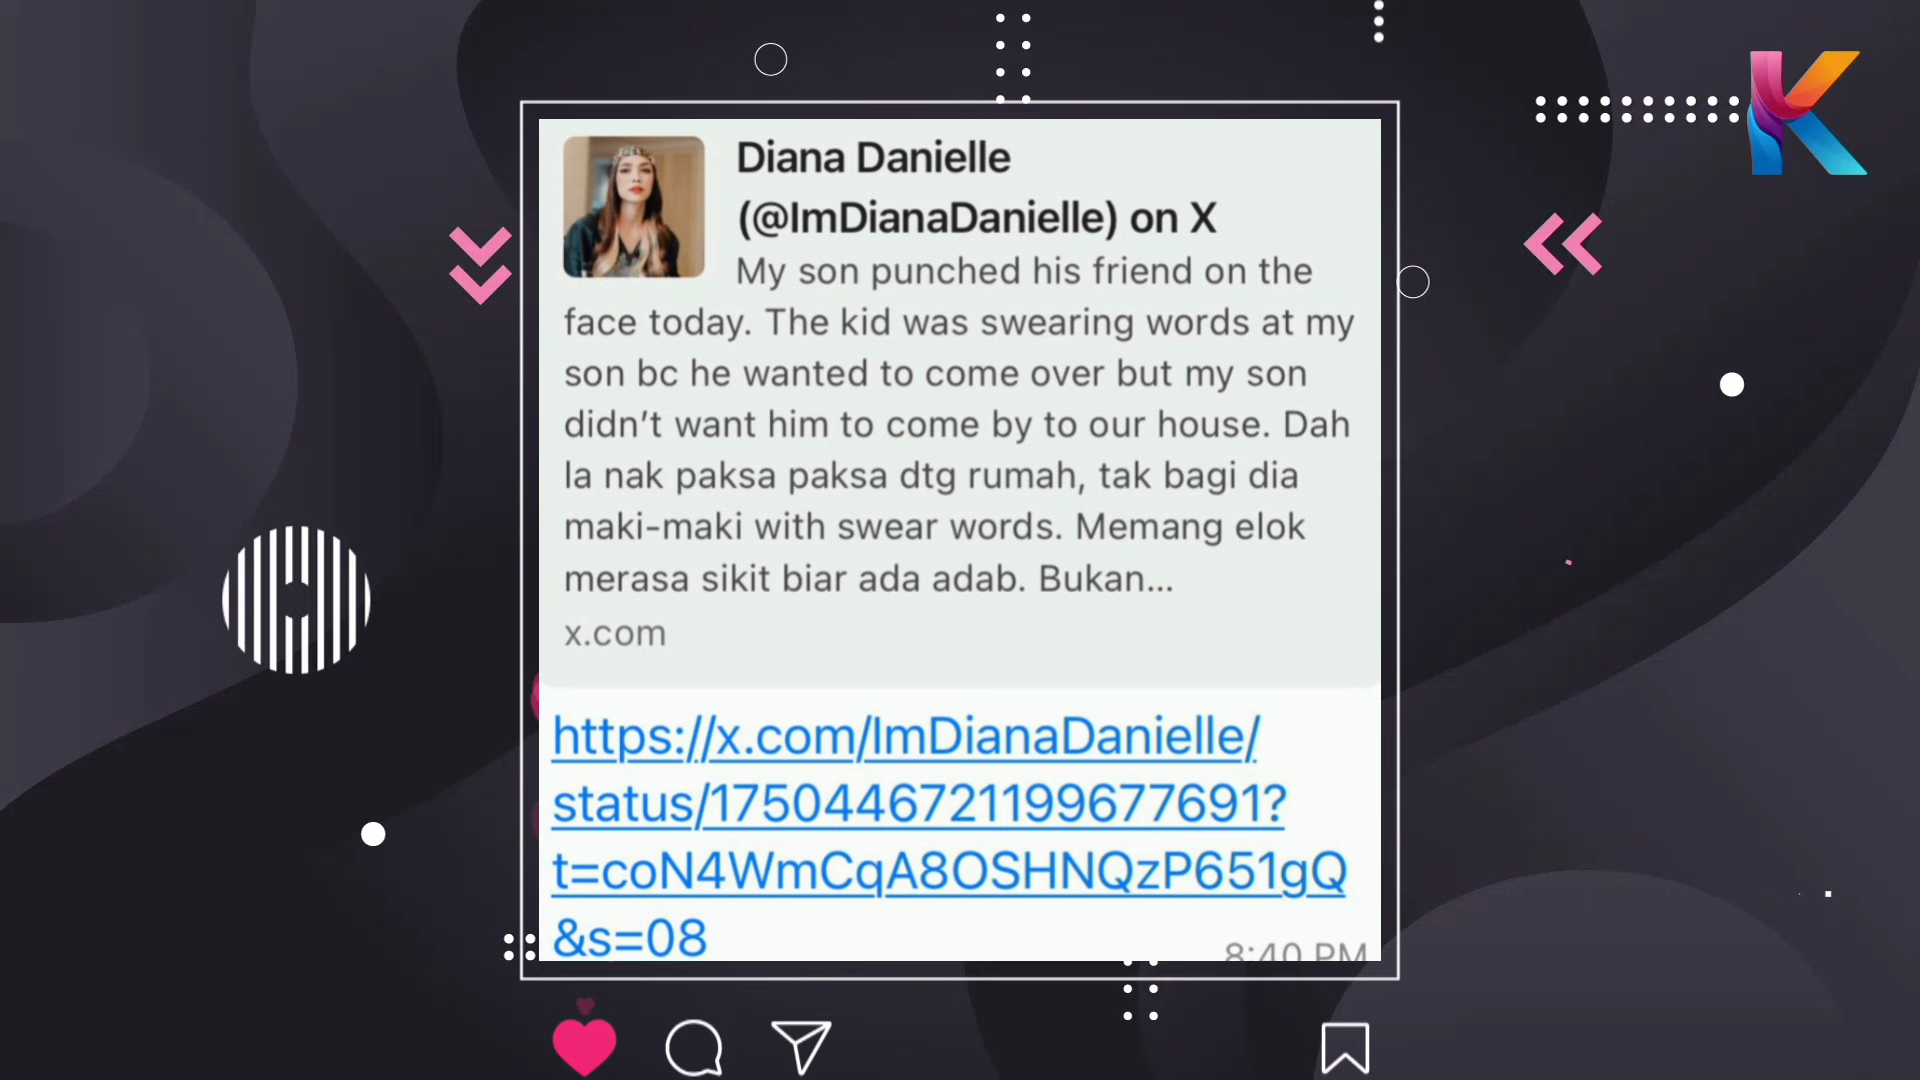 Diana Danielle
(@ImDianaDanielle) on X
My son punched his friend on the
face today. The kid was swearing words at my
son bc he wanted to come over but my son
didn’t want him to come by to our house. Dah
la nak paksa paksa dtg rumah, tak bagi dia
maki-maki with swear words. Memang elok
merasa sikit biar ada adab. Bukan...
x.com
https://x.com/ImDianaDanielle/
status/1750446721199677691?
t=coN4WmCqA8OSHNQzP651gQ
&s=08
8:40 PM
K